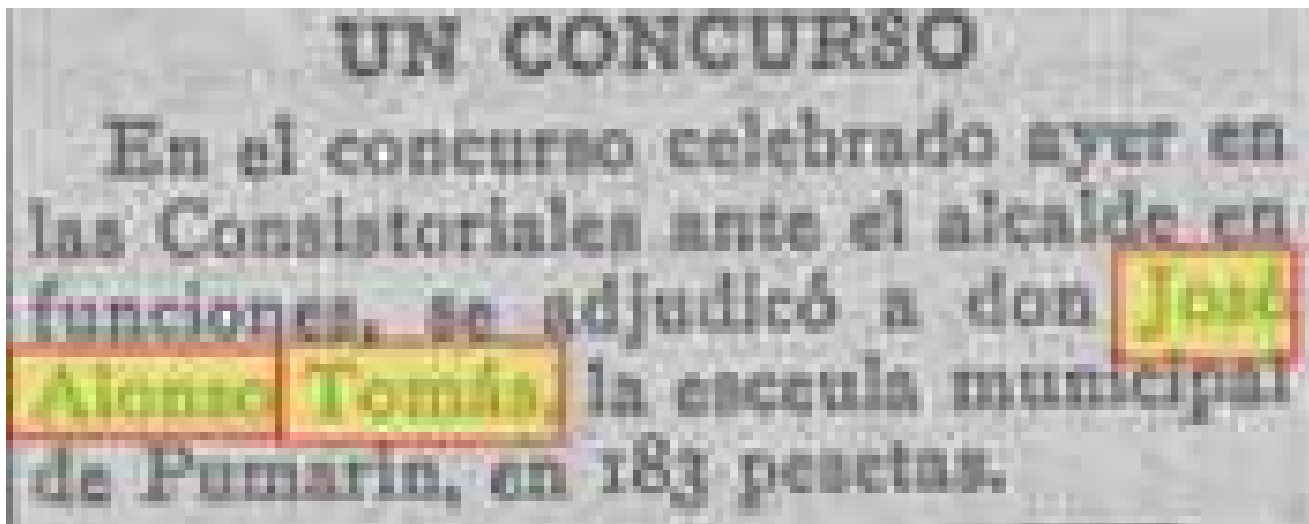 UN CONCURSO
En el concurso celebrado ayer en
las Consistoriales ante el alcalde en
funciones, se adjudicó a don José
Alonso Tomás, la esceula municipal
de Pumarín, en 183 pesetas.